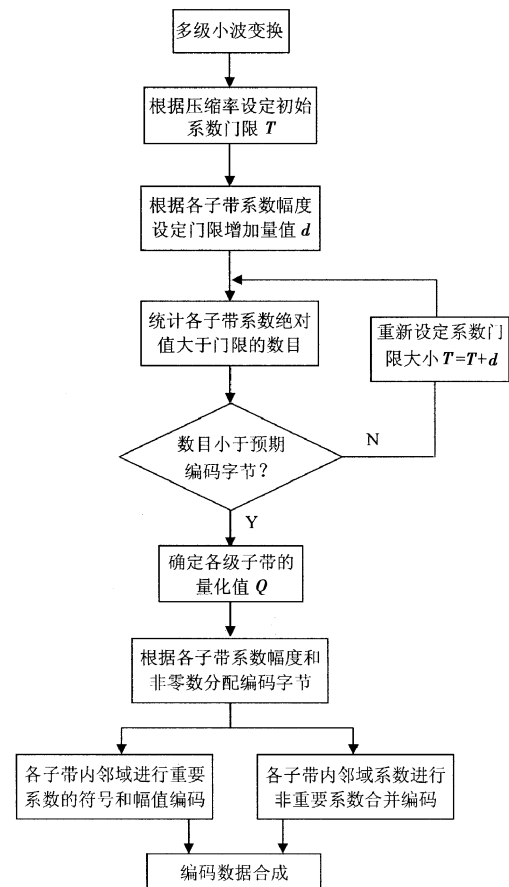 多级小波变换
根据压缩率设定初始
系数门限 T
根据各子带系数幅度
设定门限增加量值 d
统计各子带系数绝对
值大于门限的数目
重新设定系数门
限大小 T=T+d
数目小于预期
编码字节？
N
Y
确定各级子带的
量化值 Q
根据各子带系数幅度和
非零数分配编码字节
各子带内邻域进行重要
系数的符号和幅值编码
各子带内邻域系数进行
非重要系数合并编码
编码数据合成